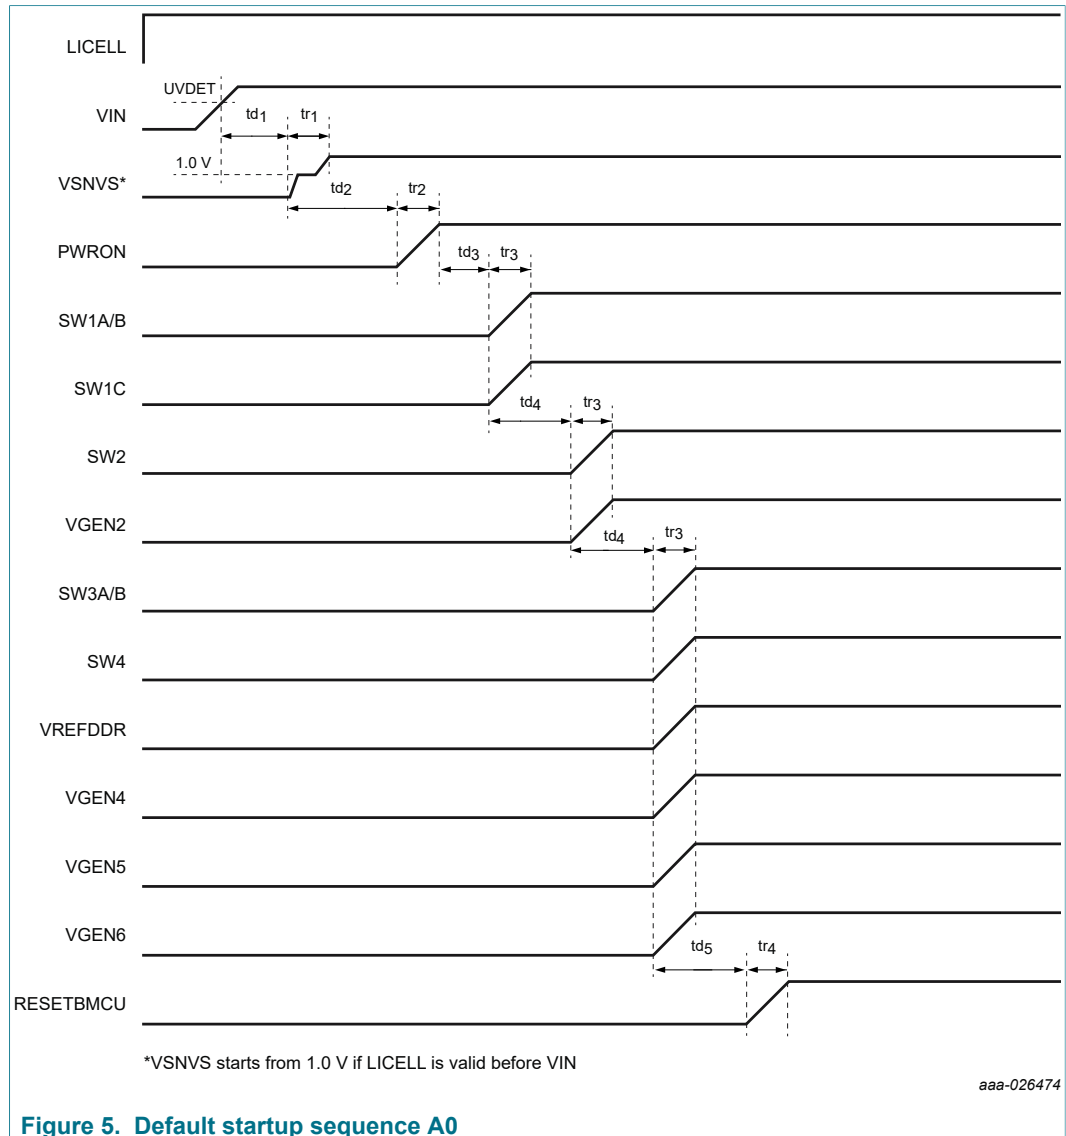 LICELL
UVDET
VIN
td1
tr1
1.0 V
VSNVS*
td2
tr2
PWRON
td3
tr3
SW1A/B
SW1C
td4
tr3
SW2
VGEN2
td4
tr3
SW3A/B
SW4
VREFDDR
VGEN4
VGEN5
VGEN6
td5
tr4
RESETBMCU
*VSNVS starts from 1.0 V if LICELL is valid before VIN
aaa-026474
Figure 5. Default startup sequence A0